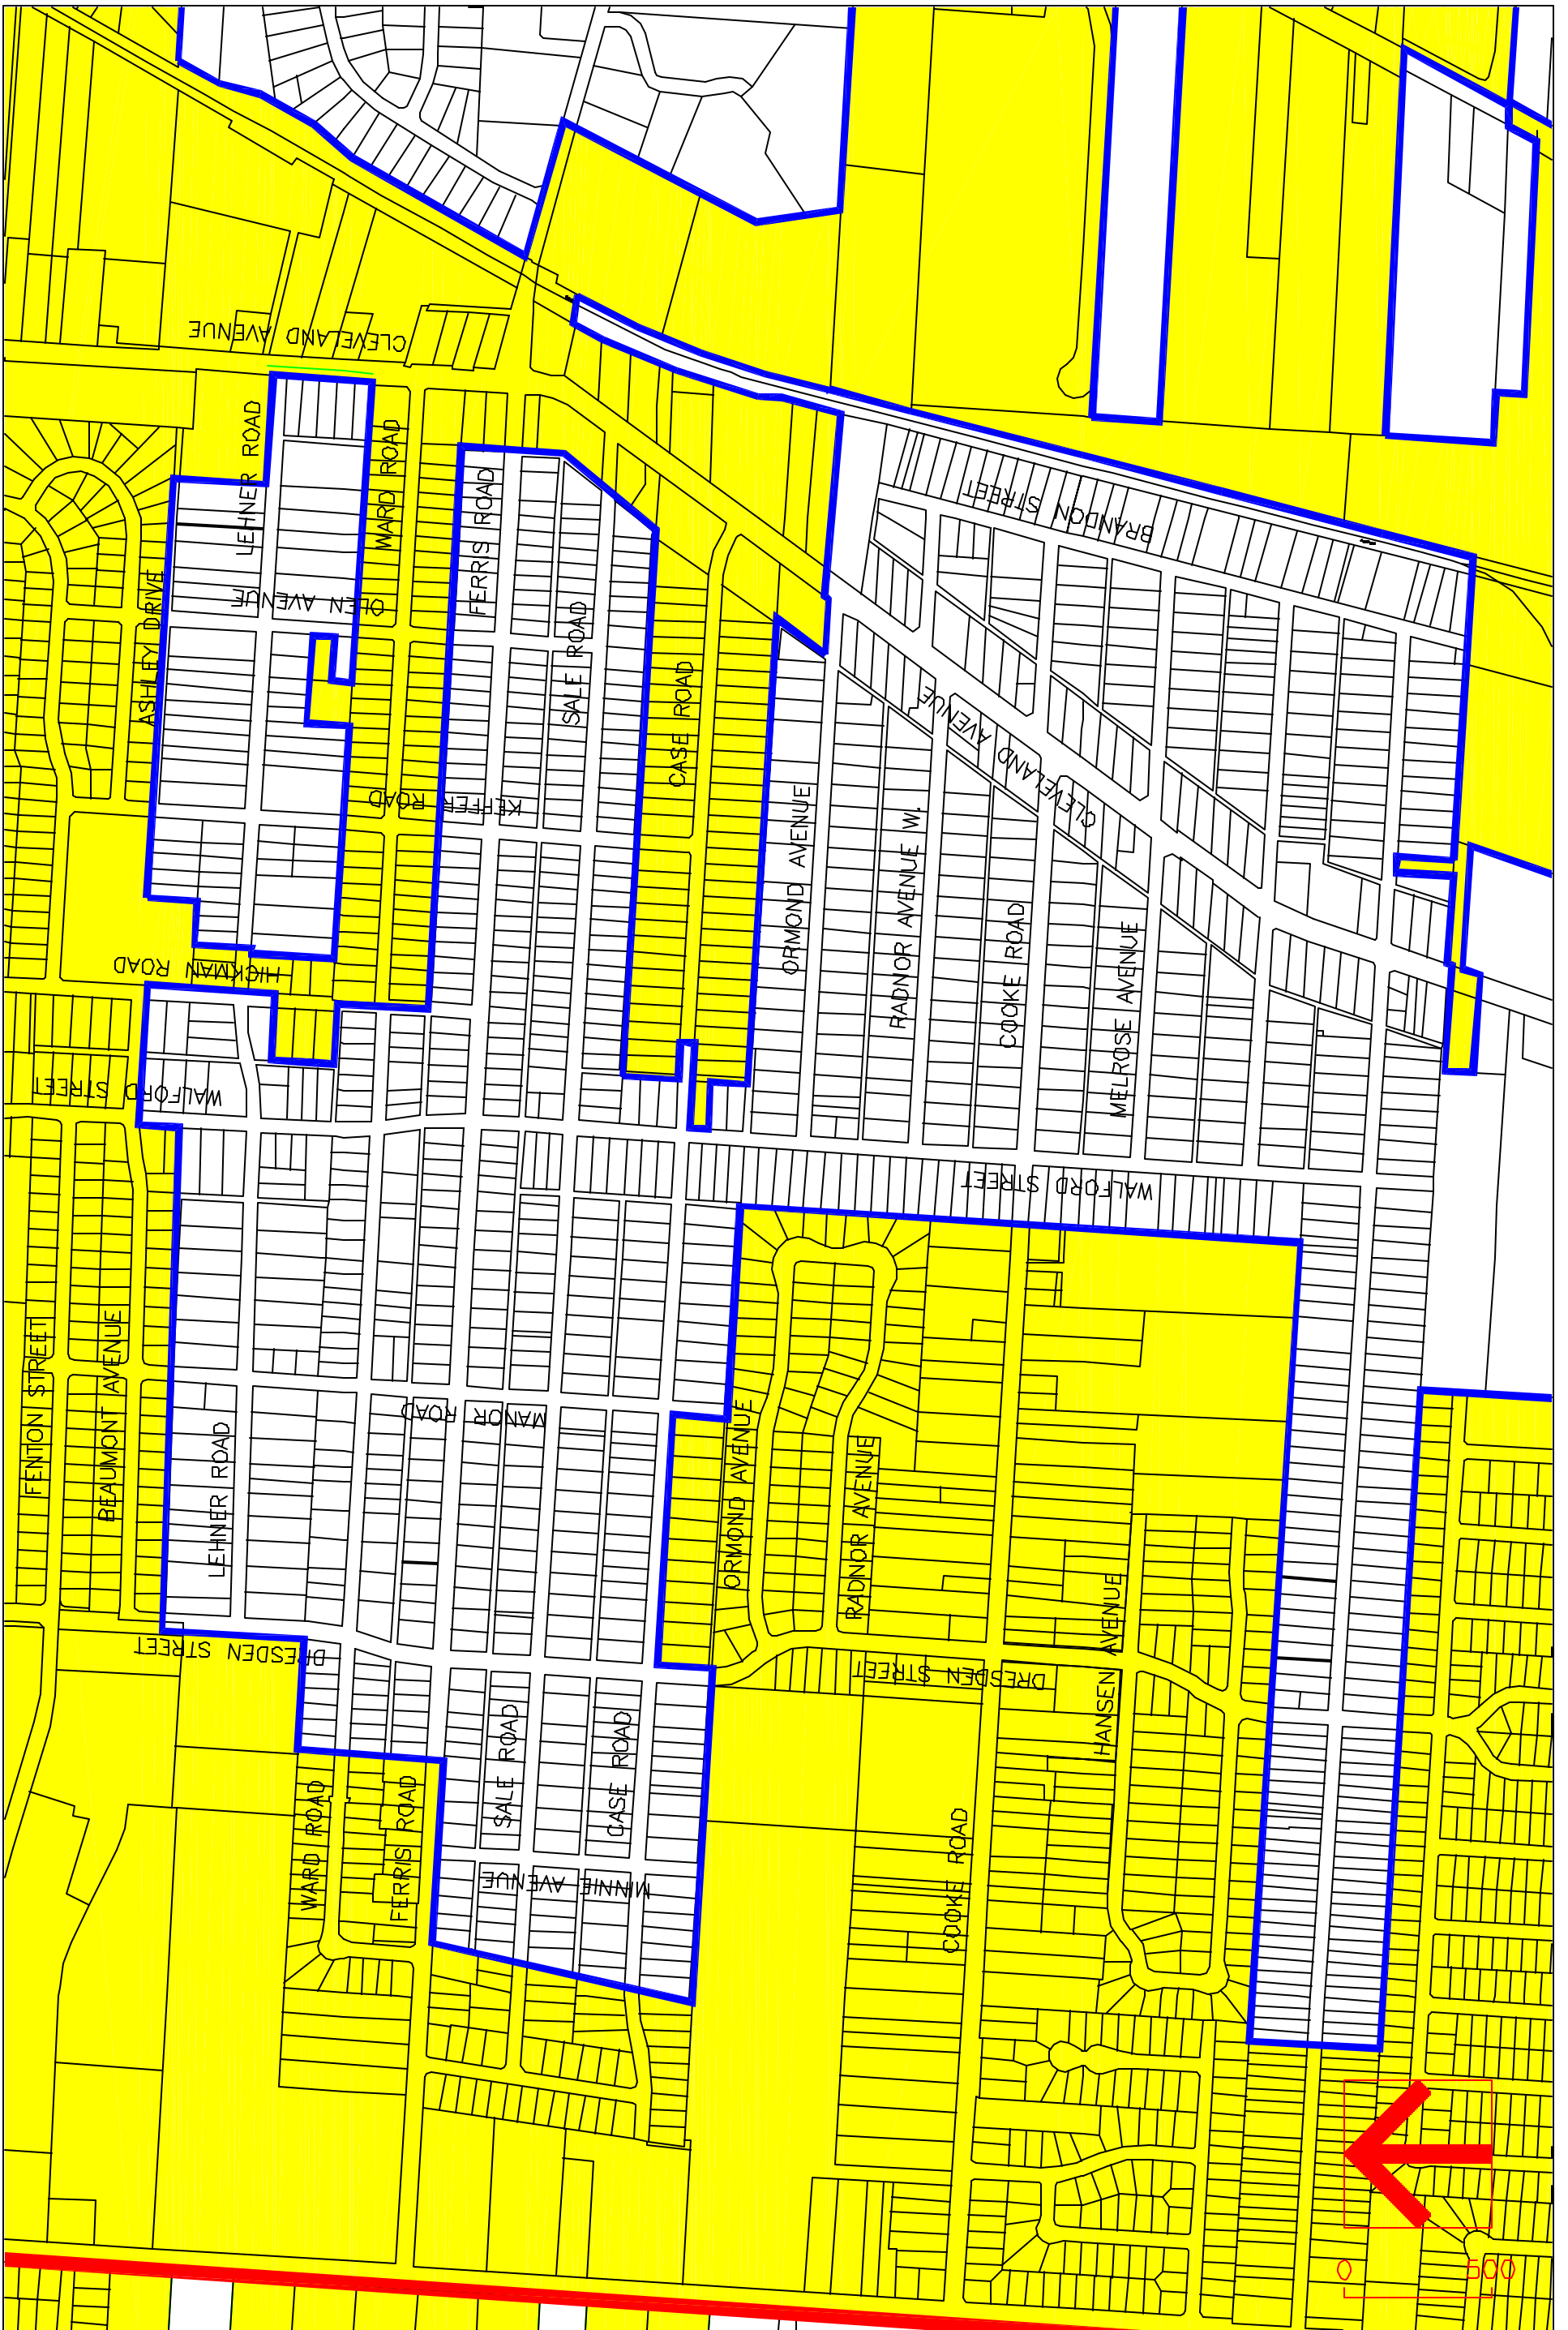 CLEVELAND AVENUE
LEHNER ROAD
WARD ROAD
FERRIS ROAD
BRANDON STREET
OLEN AVENUE
ASHLEY DRIVE
SALE ROAD
CASE ROAD
CLEVELAND AVENUE
KEFFER ROAD
ORMOND AVENUE
RADNOR AVENUE W.
COOKE ROAD
MELROSE AVENUE
HICKMAN ROAD
WALFORD STREET
WALFORD STREET
FENTON STREET
BEAUMONT AVENUE
MANOR ROAD
LEHNER ROAD
ORMOND AVENUE
RADNOR AVENUE
HANSEN AVENUE
DRESDEN STREET
DRESDEN STREET
SALE ROAD
CASE ROAD
WARD ROAD
FERRIS ROAD
COOKE ROAD
MINNIE AVENUE
0
500